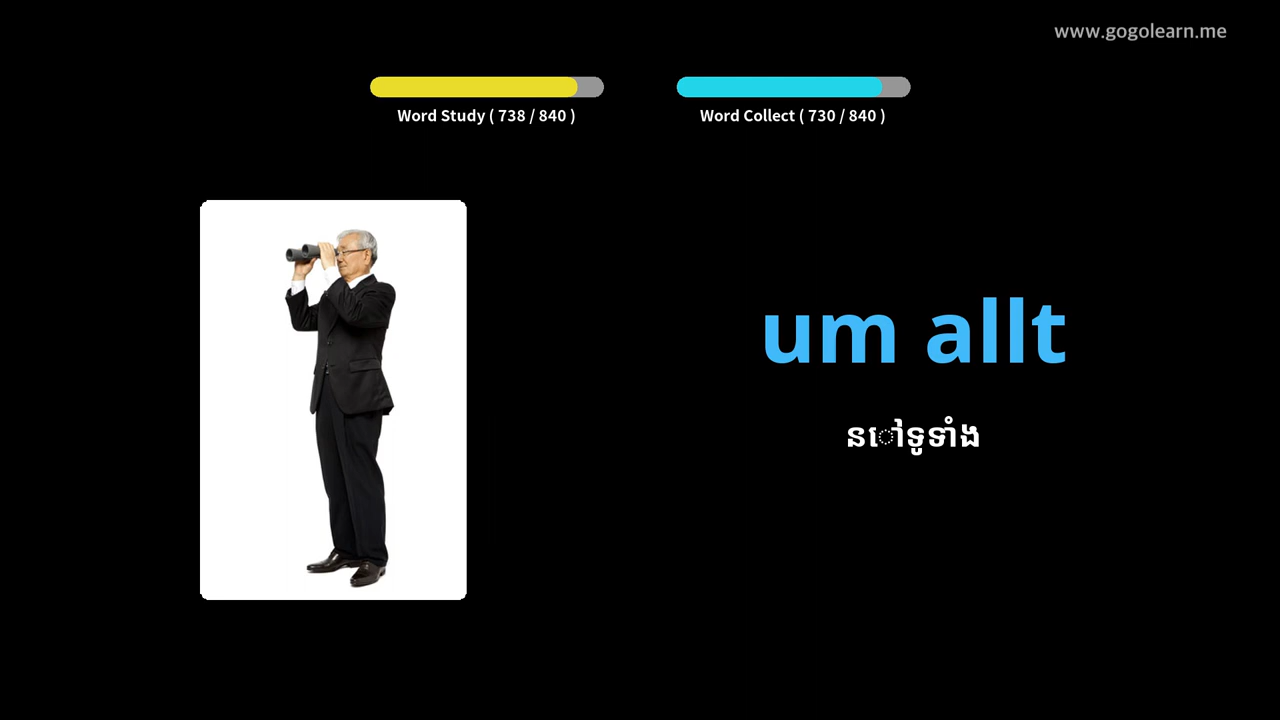 www.gogolearn.me
Word Study ( 738 / 840 )
Word Collect ( 730 / 840 )
um allt
នៅទូទាំង